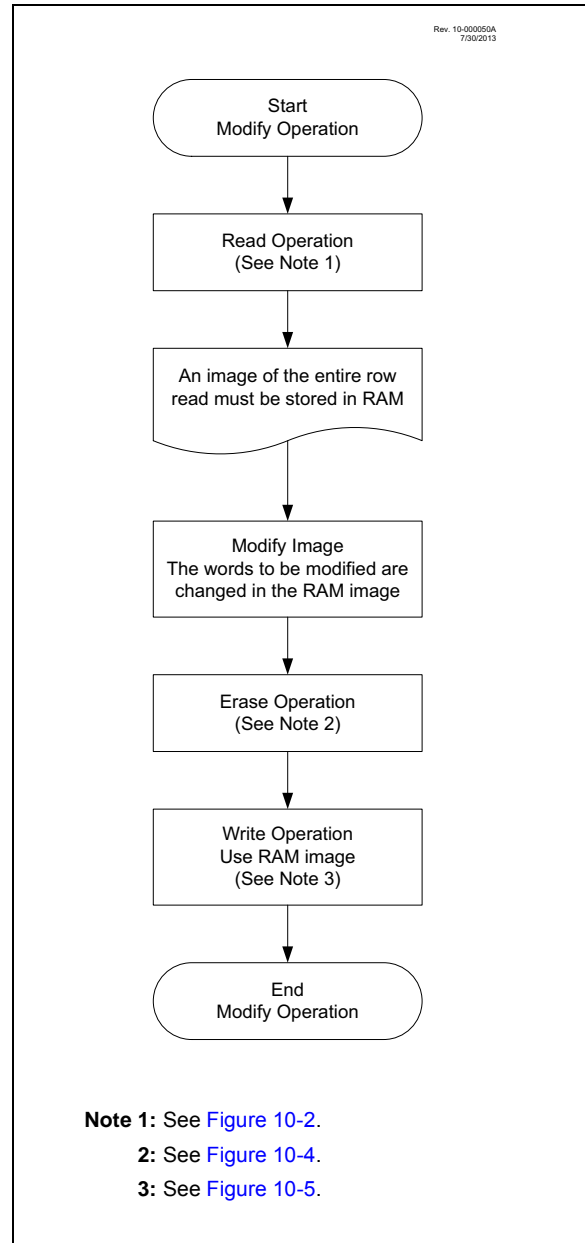 Rev. 10-000050A
7/30/2013
Start
Modify Operation
Read Operation
(See Note 1)
An image of the entire row
read must be stored in RAM
Modify Image
The words to be modified are
changed in the RAM image
Erase Operation
(See Note 2)
Write Operation
Use RAM image
(See Note 3)
End
Modify Operation
Note 1: See Figure 10-2.
2: See Figure 10-4.
3: See Figure 10-5.